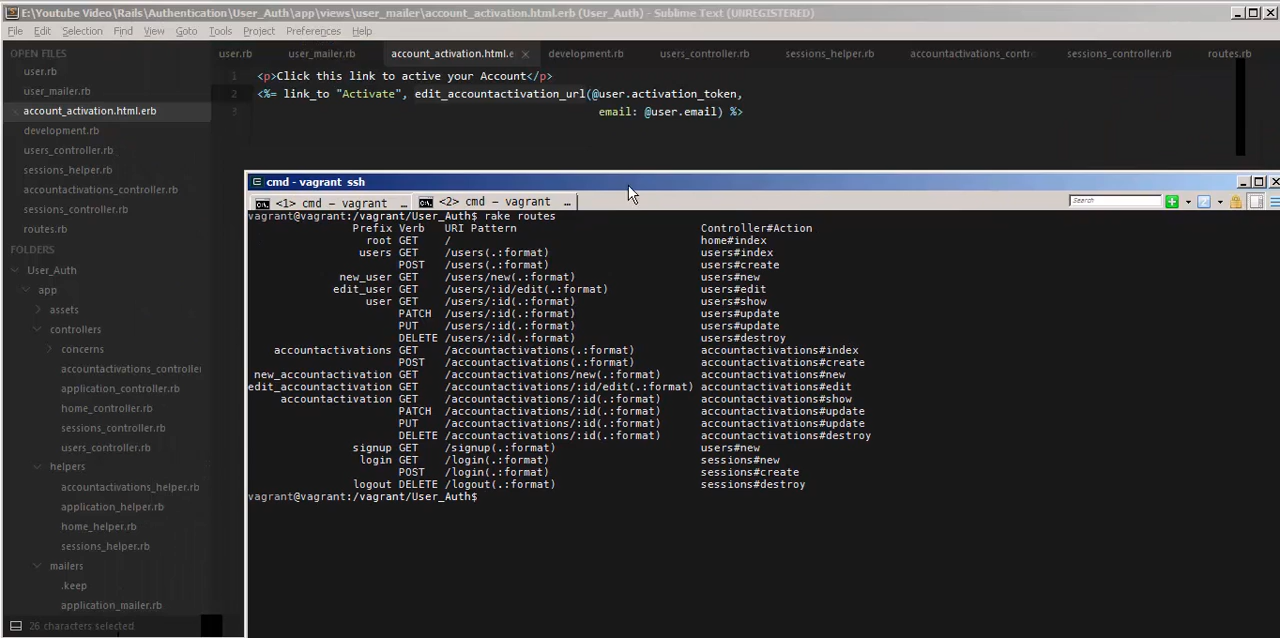 E:\Youtube Video\Rails\Authentication\User_Auth\app\views\user_mailer\account_activation.html.erb (User_Auth) - Sublime Text (UNREGISTERED)
File Edit Selection Find View Goto Tools Project Preferences Help
OPEN FILES
user.rb
user_mailer.rb
account_activation.html.erb
development.rb
users_controller.rb
sessions_helper.rb
accountactivations_controller.rb
sessions_controller.rb
routes.rb
FOLDERS
User_Auth
app
assets
controllers
concerns
accountactivations_controller
application_controller.rb
home_controller.rb
sessions_controller.rb
users_controller.rb
helpers
accountactivations_helper.rb
application_helper.rb
home_helper.rb
sessions_helper.rb
mailers
.keep
application_mailer.rb
26 characters selected
user.rb user_mailer.rb account_activation.html.e development.rb users_controller.rb sessions_helper.rb accountactivations_contr sessions_controller.rb routes.rb
1 <p>Click this link to active your Account</p>
2 <%= link_to "Activate", edit_accountactivation_url(@user.activation_token,
3 email: @user.email) %>
cmd - vagrant ssh
<1> cmd - vagrant ... <2> cmd - vagrant ... Search
vagrant@vagrant:/vagrant/User_Auth$ rake routes
Prefix Verb URI Pattern Controller#Action
root GET / home#index
users GET /users(.:format) users#index
POST /users(.:format) users#create
new_user GET /users/new(.:format) users#new
edit_user GET /users/:id/edit(.:format) users#edit
user GET /users/:id(.:format) users#show
PATCH /users/:id(.:format) users#update
PUT /users/:id(.:format) users#update
DELETE /users/:id(.:format) users#destroy
accountactivations GET /accountactivations(.:format) accountactivations#index
POST /accountactivations(.:format) accountactivations#create
new_accountactivation GET /accountactivations/new(.:format) accountactivations#new
edit_accountactivation GET /accountactivations/:id/edit(.:format) accountactivations#edit
accountactivation GET /accountactivations/:id(.:format) accountactivations#show
PATCH /accountactivations/:id(.:format) accountactivations#update
PUT /accountactivations/:id(.:format) accountactivations#update
DELETE /accountactivations/:id(.:format) accountactivations#destroy
signup GET /signup(.:format) users#new
login GET /login(.:format) sessions#new
POST /login(.:format) sessions#create
logout DELETE /logout(.:format) sessions#destroy
vagrant@vagrant:/vagrant/User_Auth$